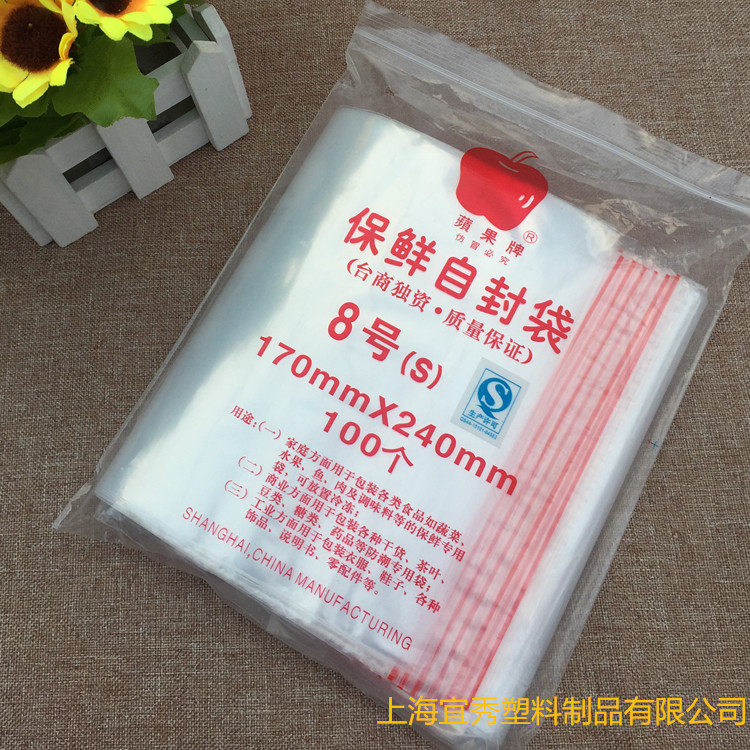 蘋果牌®
伪冒必究
保鲜自封袋
(台商独资·质量保证)
8号(S)
170mmX240mm
100个
生产许可
用途:(一)家庭方面用于包装各类食品如蔬菜、
水果、鱼、肉及调味料等的保鲜专用
袋,可放置冷冻;
(二)商业方面用于包装各种干货、茶叶、
豆类、糖类、药品等防潮专用袋;
(三)工业方面用于包装衣服、鞋子、各种
饰品、说明书、零配件等。
SHANGHAI,CHINA MANUFACTURING
上海宜秀塑料制品有限公司